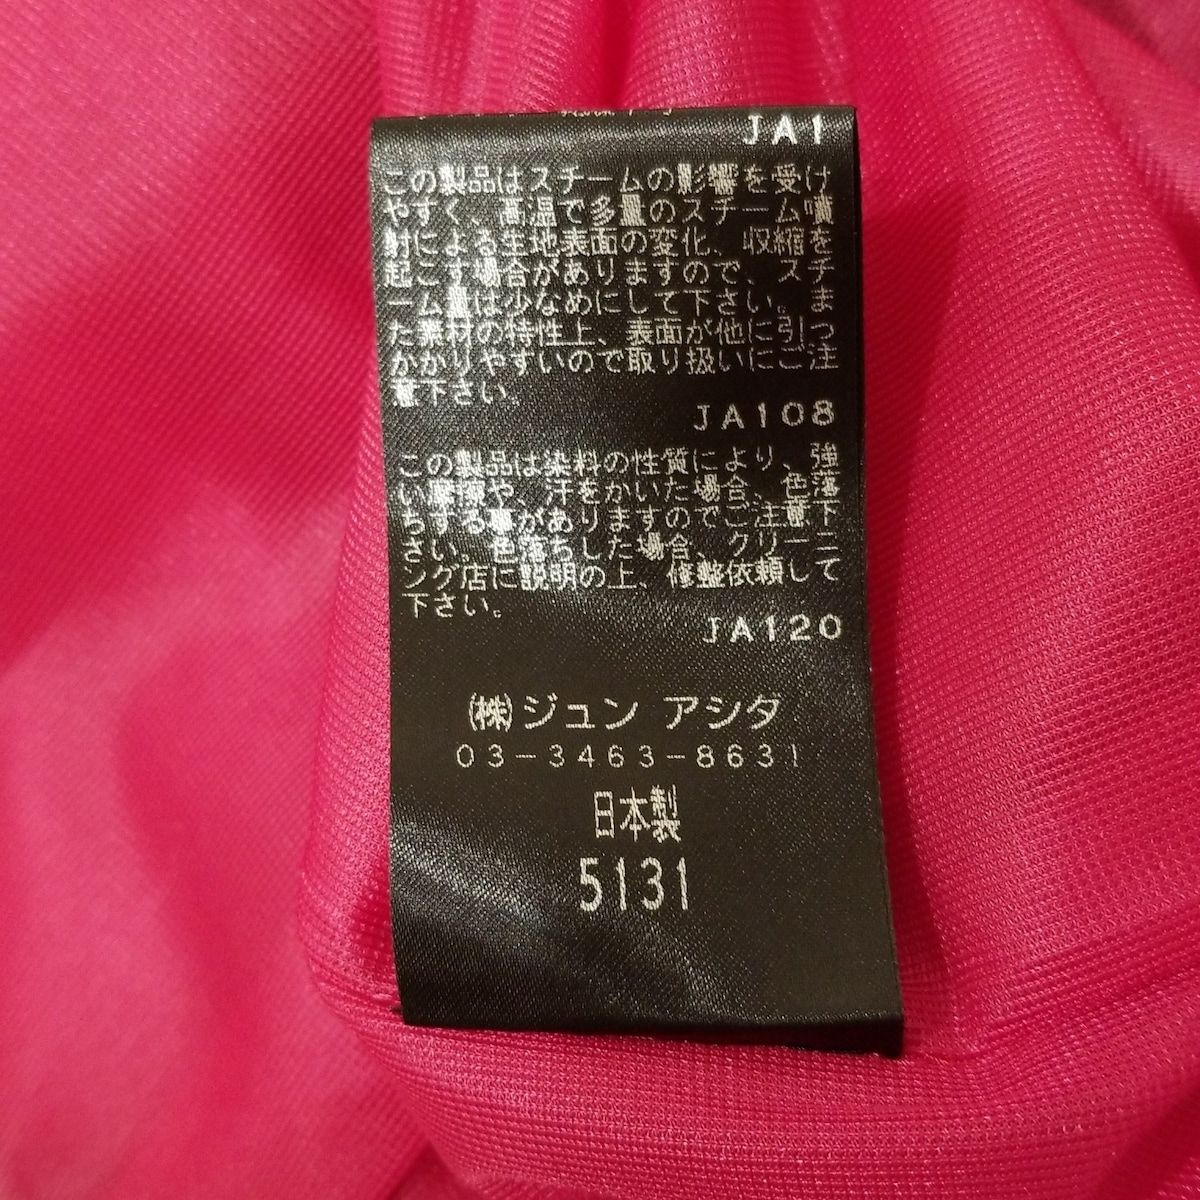 JA1
この製品はスチームの影響を受け
やすく、高温で多量のスチーム噴
射による生地表面の変化、収縮を
起こす場合がありますので、スチ
ーム量は少なめにして下さい。ま
た素材の特性上、表面が他に引っ
かかりやすいので取り扱いにご注
意下さい。
JA108
この製品は染料の性質により、強
い摩擦や、汗をかいた場合、色落
ちする事がありますのでご注意下
さい。色落ちした場合、クリーニ
ング店に説明の上、修整依頼して
下さい。
JA120
㈱ジュン アシダ
03-3463-8631
日本製
5131